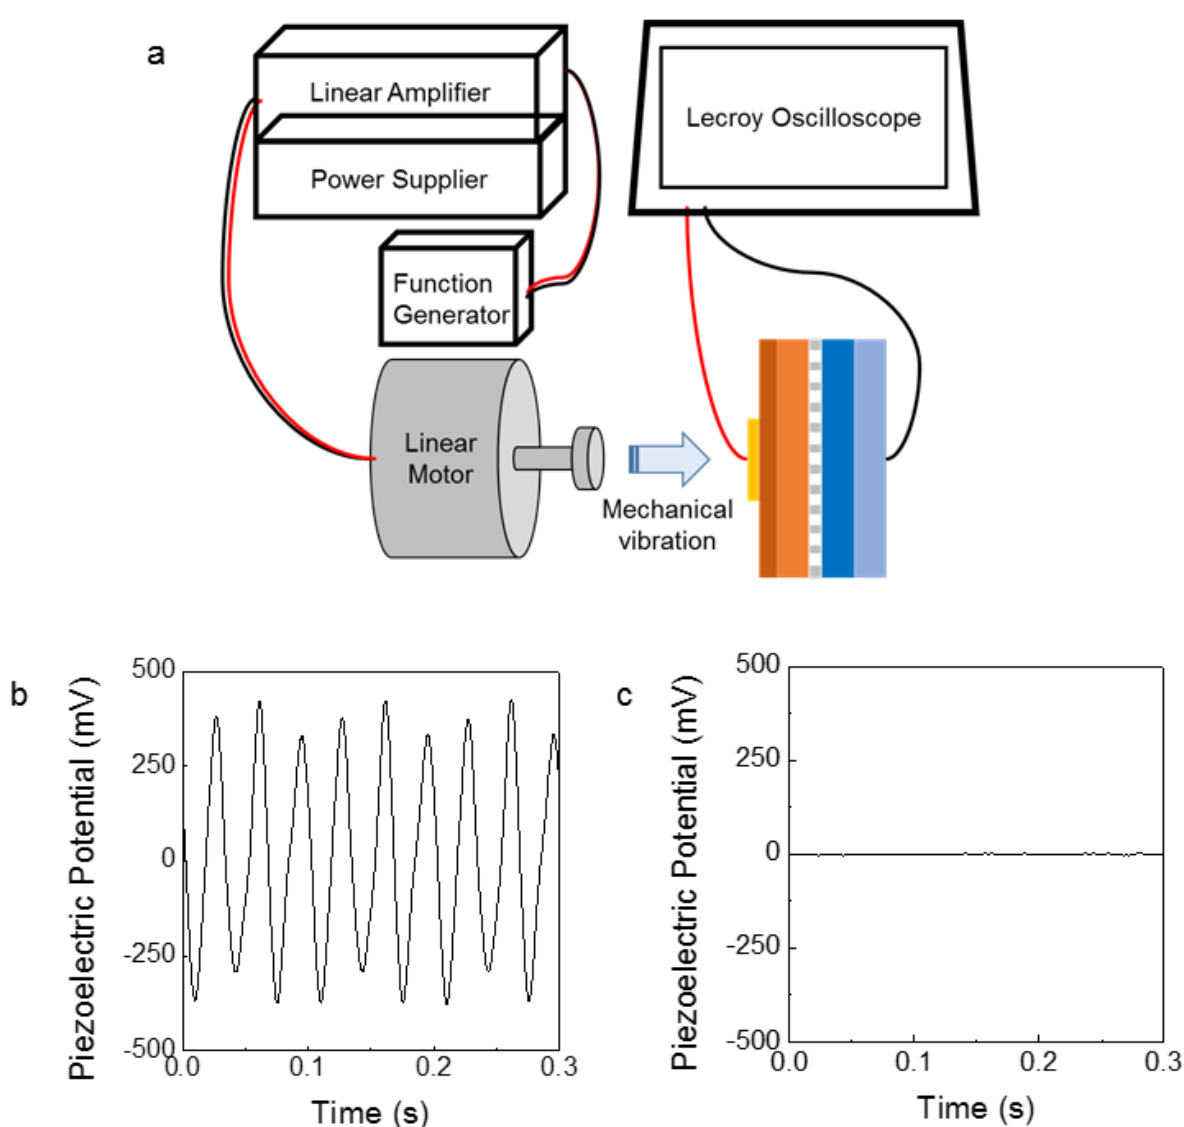 a
Linear Amplifier
Power Supplier
Function
Generator
Lecroy Oscilloscope
Linear
Motor
Mechanical
vibration
b
Piezoelectric Potential (mV)
500
250
0
-250
-500
0.0 0.1 0.2 0.3
Time (s)
c
Piezoelectric Potential (mV)
500
250
0
-250
-500
0.0 0.1 0.2 0.3
Time (s)